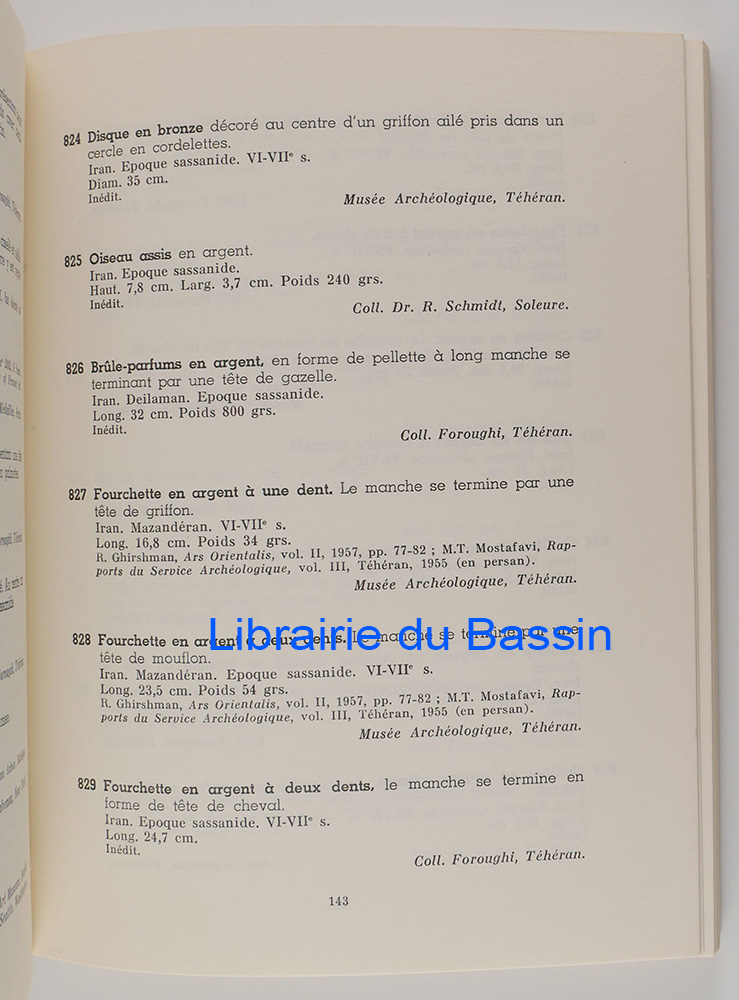 824 Disque en bronze décoré au centre d'un griffon ailé pris dans un
cercle en cordelettes.
Iran. Epoque sassanide. VI-VIIe s.
Diam. 35 cm.
Inédit.
Musée Archéologique, Téhéran.
825 Oiseau assis en argent.
Iran. Epoque sassanide.
Haut. 7,8 cm. Larg. 3,7 cm. Poids 240 grs.
Inédit.
Coll. Dr. R. Schmidt, Soleure.
826 Brûle-parfums en argent, en forme de pellette à long manche se
terminant par une tête de gazelle.
Iran. Deilaman. Epoque sassanide.
Long. 32 cm. Poids 800 grs.
Inédit.
Coll. Foroughi, Téhéran.
827 Fourchette en argent à une dent. Le manche se termine par une
tête de griffon.
Iran. Mazandéran. VI-VIIe s.
Long. 16,8 cm. Poids 34 grs.
R. Ghirshman, Ars Orientalis, vol. II, 1957, pp. 77-82 ; M.T. Mostafavi, Rap-
ports du Service Archéologique, vol. III, Téhéran, 1955 (en persan).
Musée Archéologique, Téhéran.
Librairie du Bassin
828 Fourchette en argent à deux dents. Le manche se termine par une
tête de mouflon.
Iran. Mazandéran. Epoque sassanide. VI-VIIe s.
Long. 23,5 cm. Poids 54 grs.
R. Ghirshman, Ars Orientalis, vol. II, 1957, pp. 77-82 ; M.T. Mostafavi, Rap-
ports du Service Archéologique, vol. III, Téhéran, 1955 (en persan).
Musée Archéologique, Téhéran.
829 Fourchette en argent à deux dents, le manche se termine en
forme de tête de cheval.
Iran. Epoque sassanide. VI-VIIe s.
Long. 24,7 cm.
Inédit.
Coll. Foroughi, Téhéran.
143